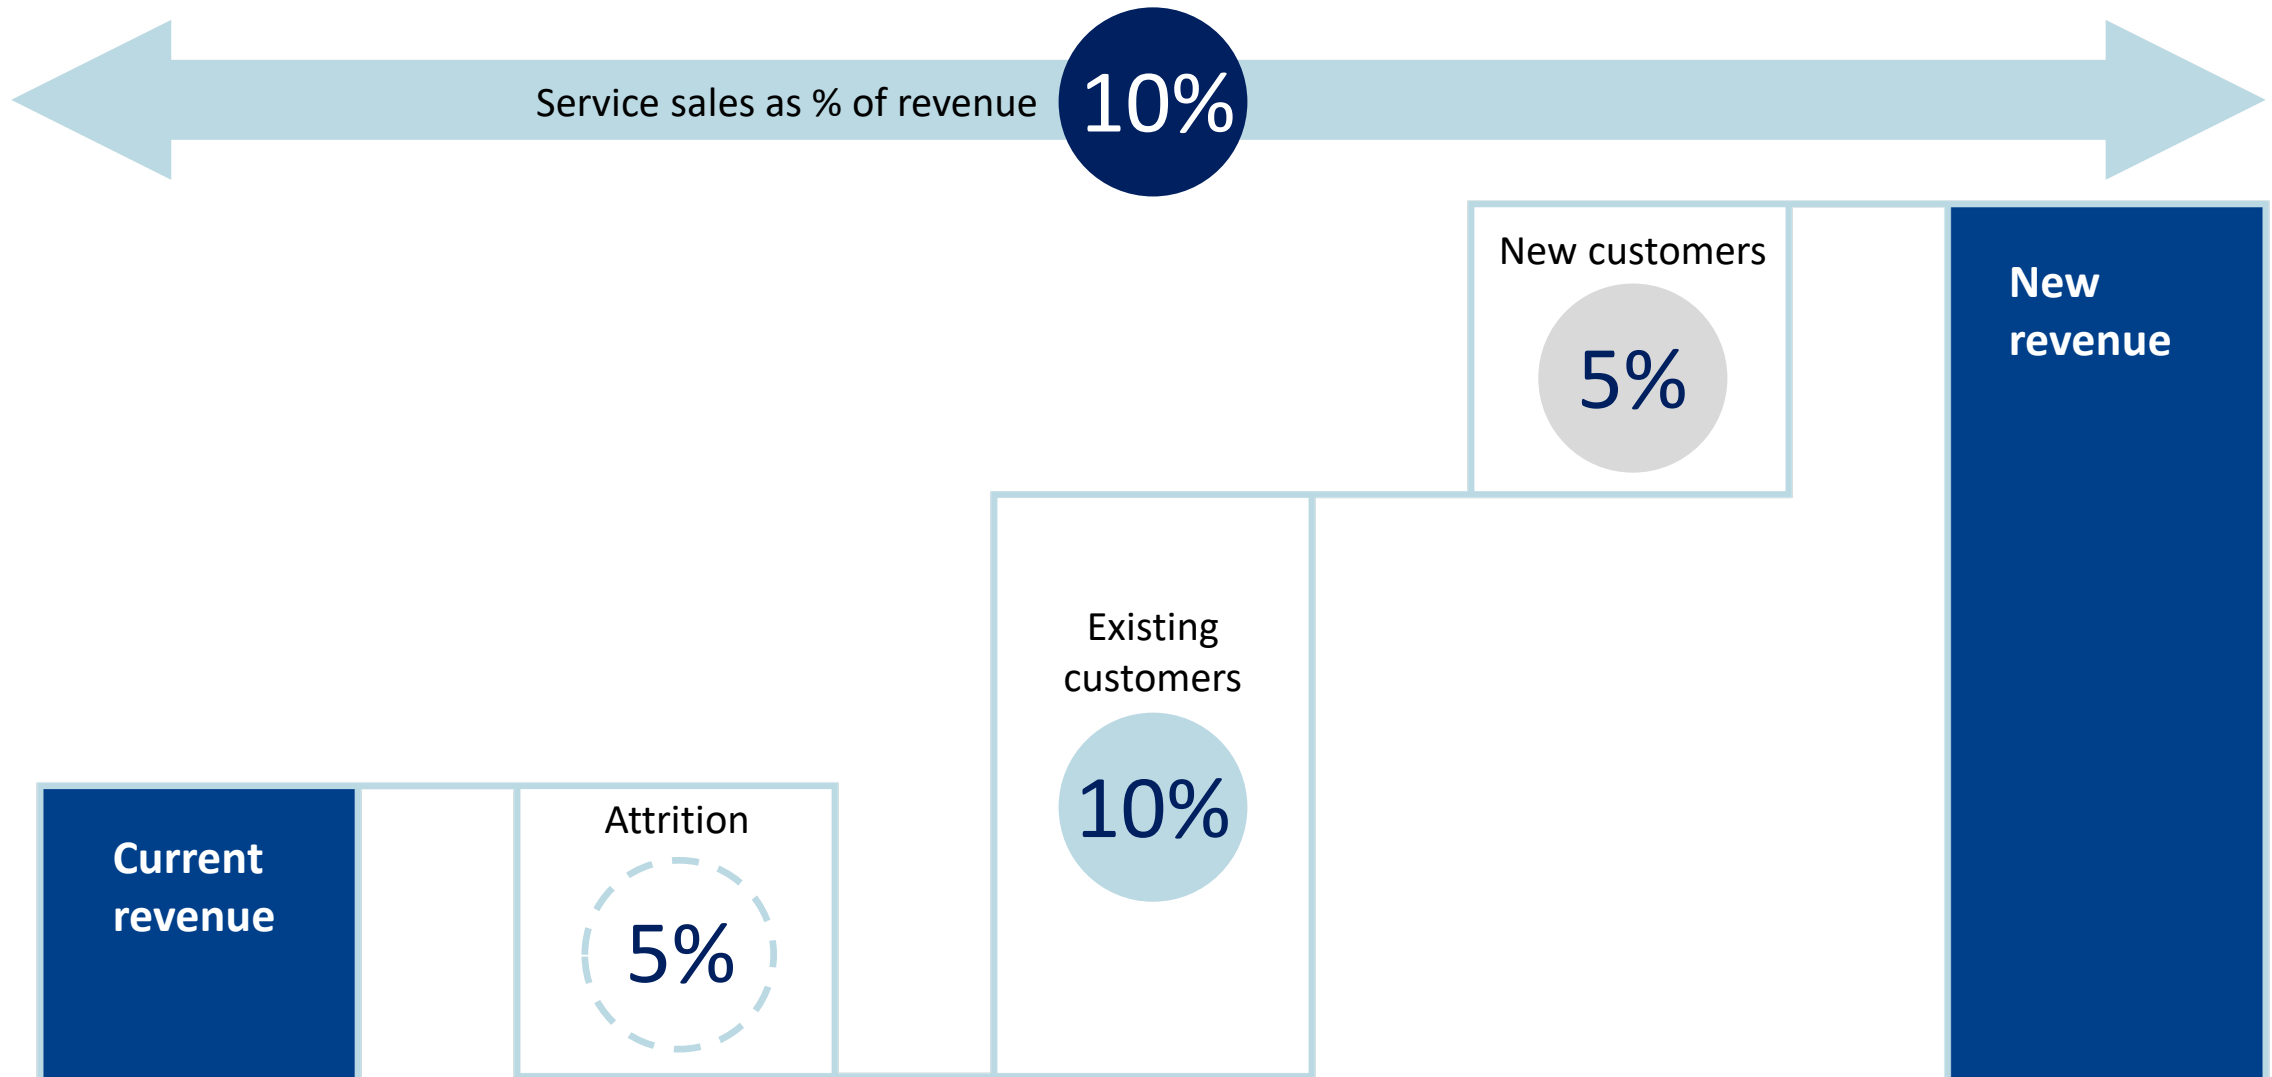 Service sales as % of revenue
10%
New customers
5%
New
revenue
Existing
customers
10%
Attrition
5%
Current
revenue